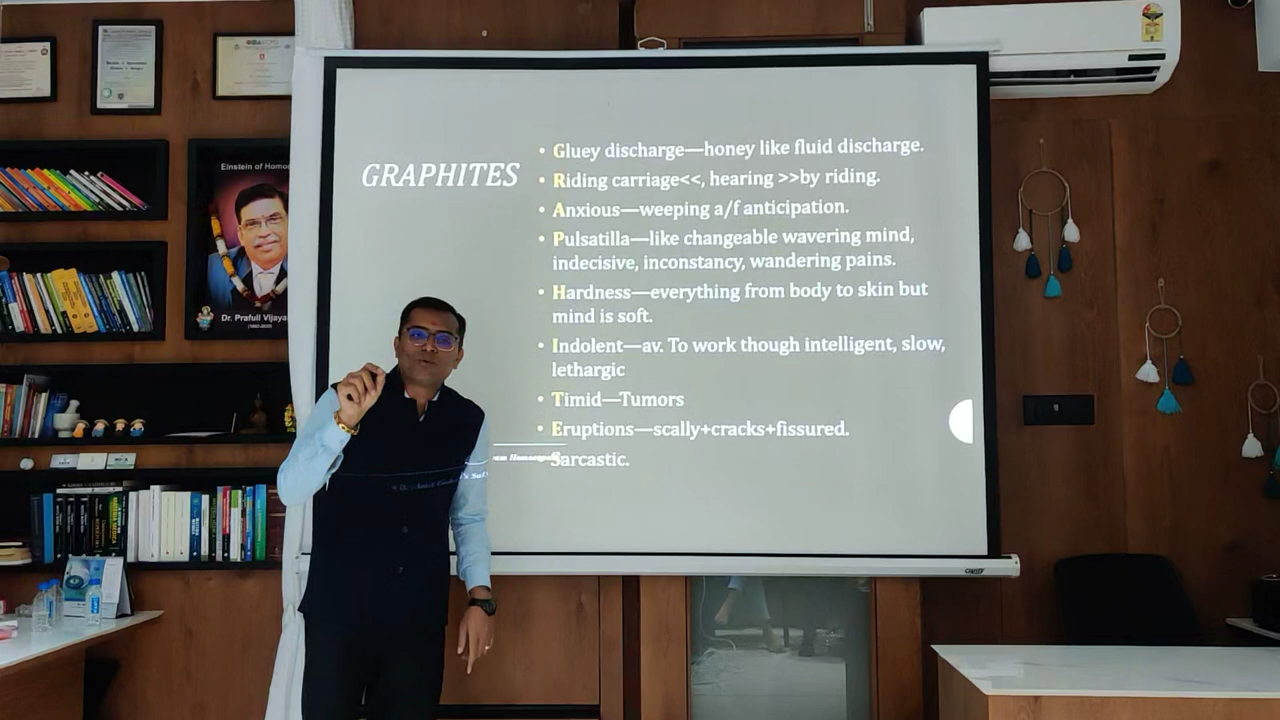 Einstein of Homoe
Dr. Prafull Vijaya
GRAPHITES
• Gluey discharge—honey like fluid discharge.
• Riding carriage<<, hearing >>by riding.
• Anxious—weeping a/f anticipation.
• Pulsatilla—like changeable wavering mind,
indecisive, inconstancy, wandering pains.
• Hardness—everything from body to skin but
mind is soft.
• Indolent—av. To work though intelligent, slow,
lethargic
• Timid—Tumors
• Eruptions—scally+cracks+fissured.
Sarcastic.